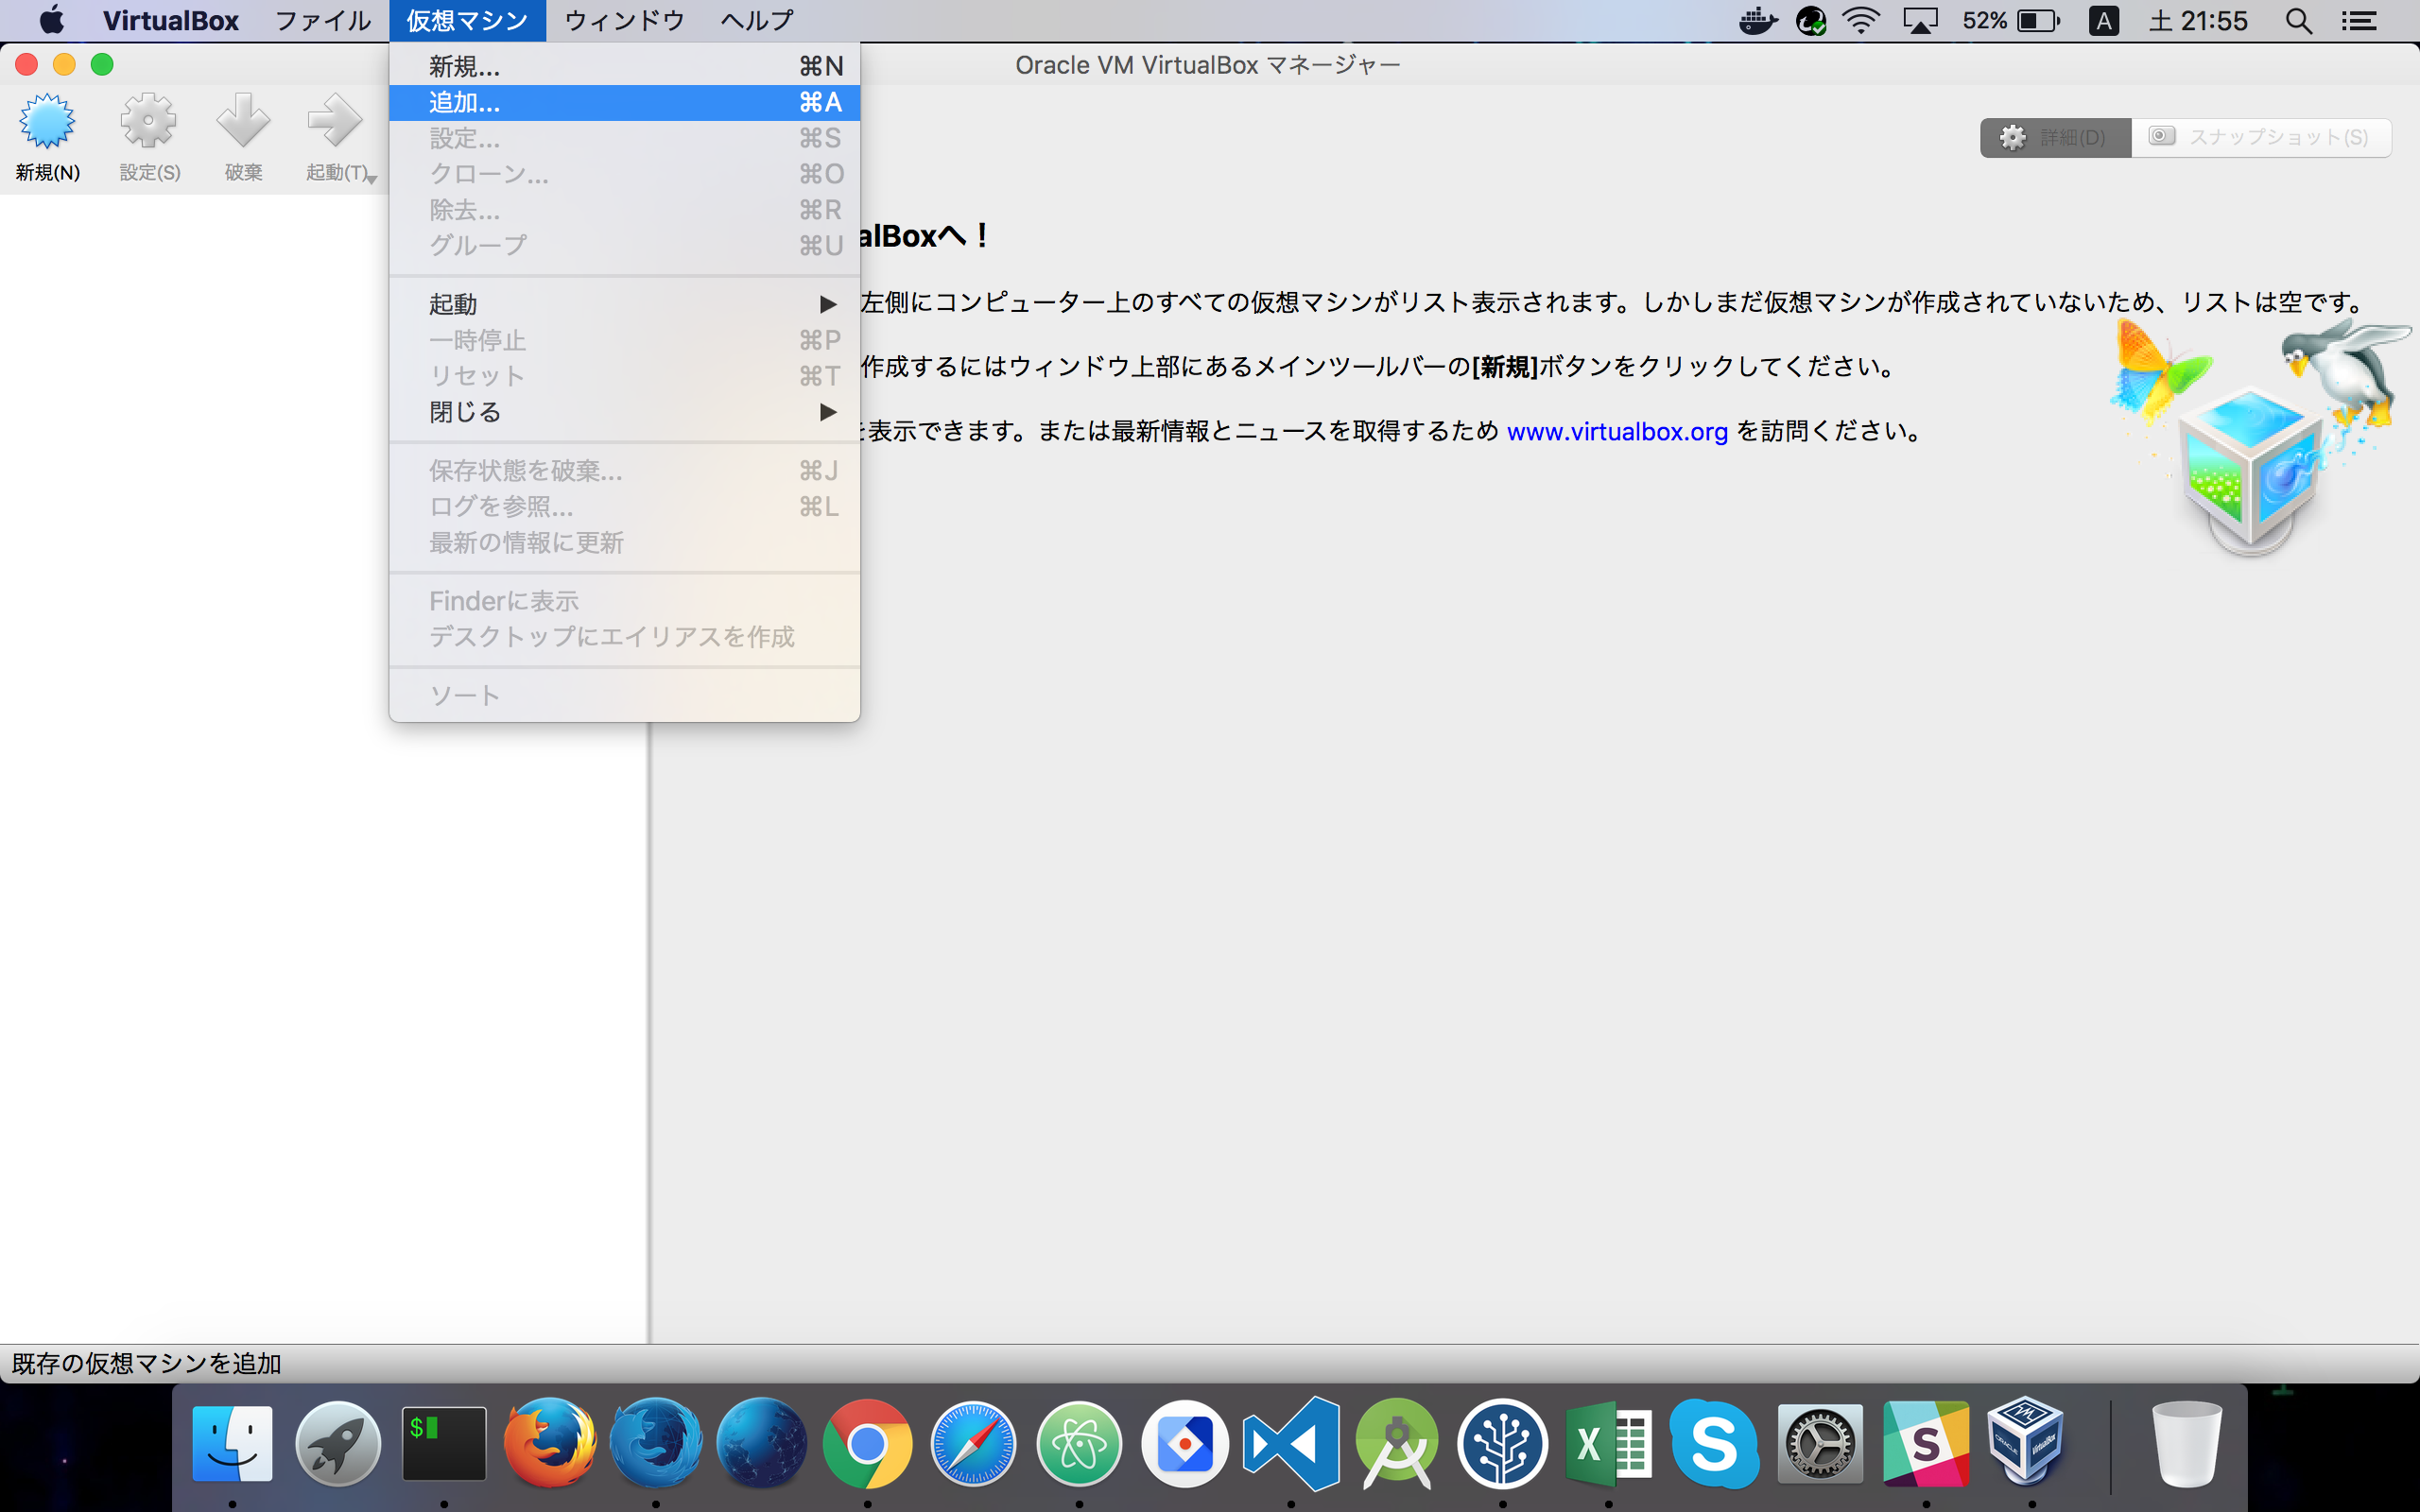 VirtualBox ファイル 仮想マシン ウィンドウ ヘルプ 52% A 土 21:55
Oracle VM VirtualBox マネージャー
新規(N) 設定(S) 破棄 起動(T)
詳細(D) スナップショット(S)
新規... ⌘N
追加... ⌘A
設定... ⌘S
クローン... ⌘O
除去... ⌘R
グループ ⌘U
起動 ▶
一時停止 ⌘P
リセット ⌘T
閉じる ▶
保存状態を破棄... ⌘J
ログを参照... ⌘L
最新の情報に更新
Finderに表示
デスクトップにエイリアスを作成
ソート
alBoxへ！
左側にコンピューター上のすべての仮想マシンがリスト表示されます。しかしまだ仮想マシンが作成されていないため、リストは空です。
作成するにはウィンドウ上部にあるメインツールバーの[新規]ボタンをクリックしてください。
を表示できます。または最新情報とニュースを取得するため www.virtualbox.org を訪問ください。
既存の仮想マシンを追加
$
X
S
S
ORACLE VirtualBox